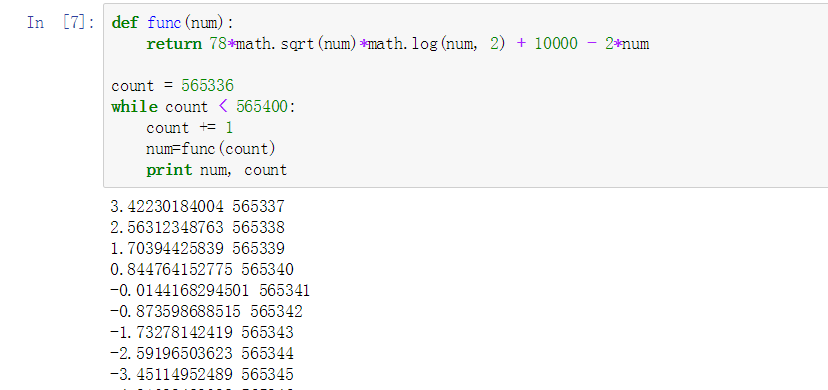 In [7]: def func(num):
    return 78*math.sqrt(num)*math.log(num, 2) + 10000 - 2*num

count = 565336
while count < 565400:
    count += 1
    num=func(count)
    print num, count
3.42230184004 565337
2.56312348763 565338
1.70394425839 565339
0.844764152775 565340
-0.0144168294501 565341
-0.873598688515 565342
-1.73278142419 565343
-2.59196503623 565344
-3.45114952489 565345